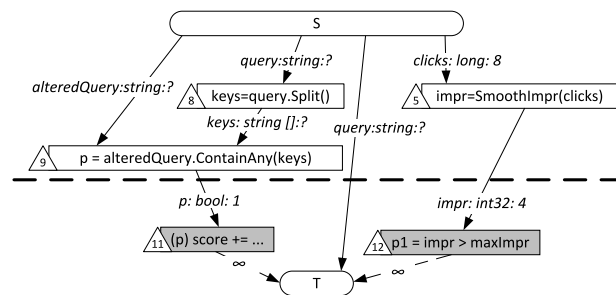 S
query:string:?
clicks: long: 8
alteredQuery:string:?
8 keys=query.Split()
5 impr=SmoothImpr(clicks)
keys: string []:?
query:string:?
9 p = alteredQuery.ContainAny(keys)
p: bool: 1
impr: int32: 4
11 (p) score += ...
12 p1 = impr > maxImpr
∞
∞
T